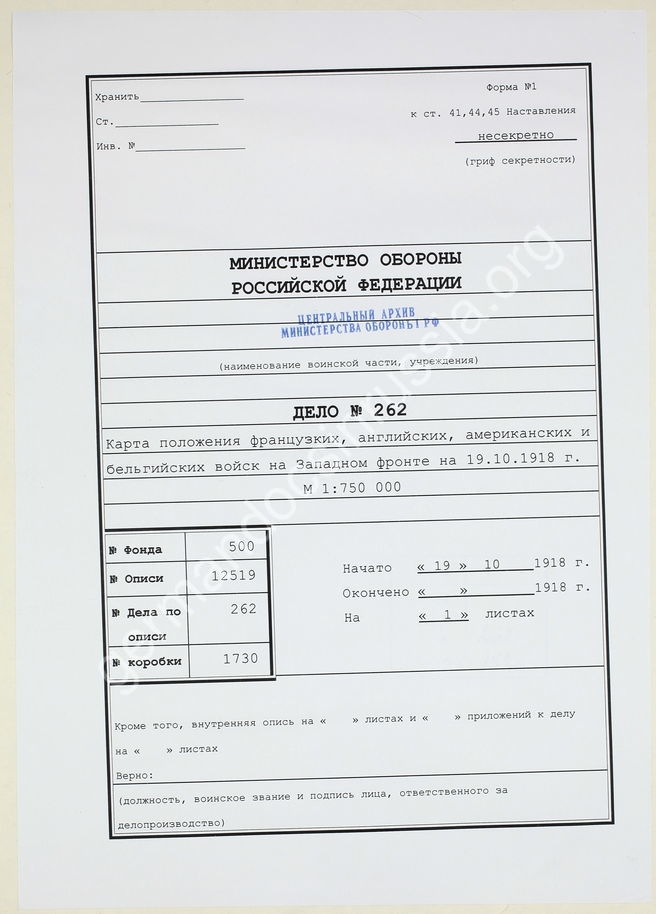 Хранить
Форма №1
Ст.
к ст. 41,44,45 Наставления
Инв. №
несекретно
(гриф секретности)
МИНИСТЕРСТВО ОБОРОНЫ
РОССИЙСКОЙ ФЕДЕРАЦИИ
ЦЕНТРАЛЬНЫЙ АРХИВ
МИНИСТЕРСТВА ОБОРОНЫ РФ
(наименование воинской части, учреждения)
ДЕЛО № 262
Карта положения французких, английских, американских и
бельгийских войск на Западном фронте на 19.10.1918 г.
М 1:750 000
№ Фонда 500
№ Описи 12519
№ Дела по 262
описи
№ коробки 1730
Начато « 19 » 10 1918 г.
Окончено « » 1918 г.
На « 1 » листах
Кроме того, внутренняя опись на « » листах и « » приложений к делу
на « » листах
Верно:
(должность, воинское звание и подпись лица, ответственного за
делопроизводство)
germandocsinrussia.org